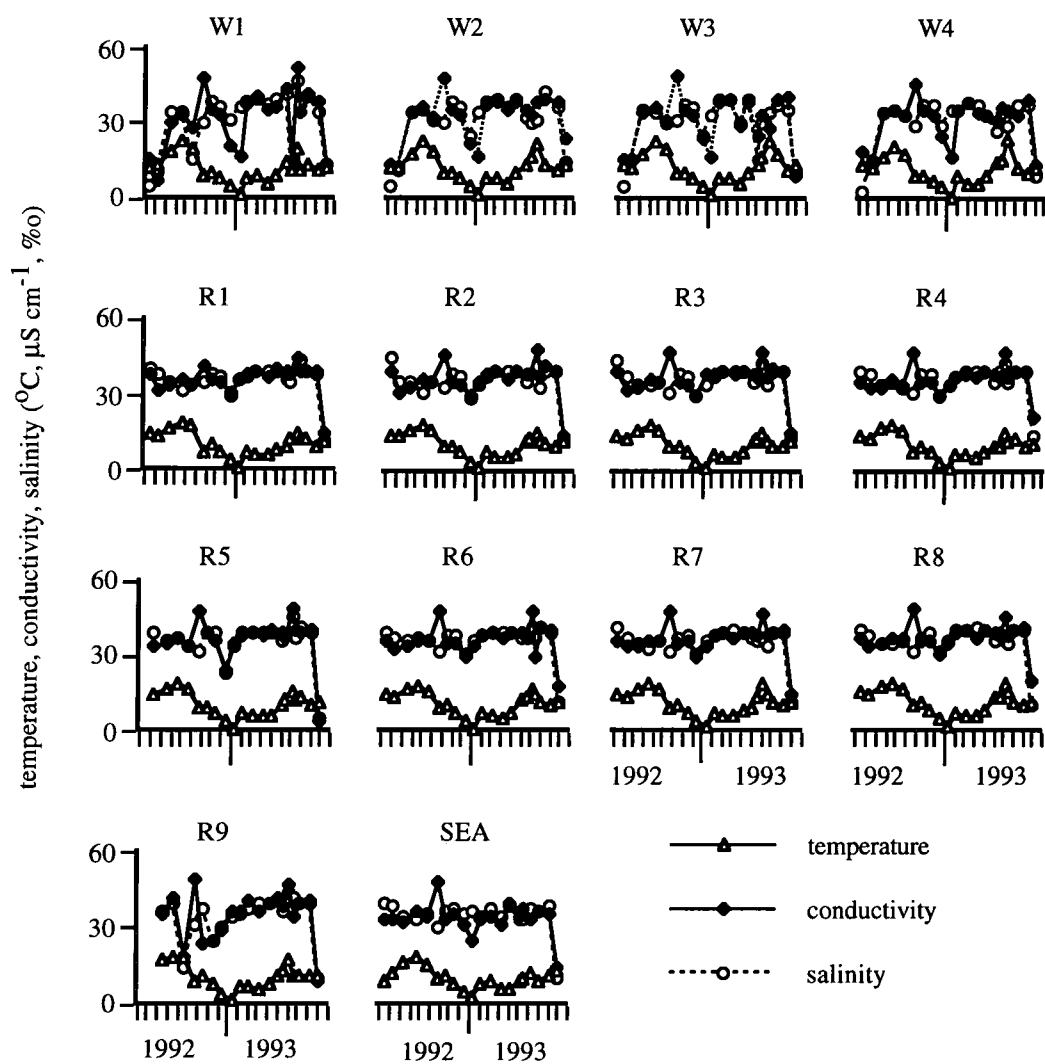 W1 W2 W3 W4
60
30
0
R1 R2 R3 R4
60
30
0
temperature, conductivity, salinity (°C, μS cm⁻¹, ‰)
R5 R6 R7 R8
60
30
0
1992 1993 1992 1993
R9 SEA
60
30
0
1992 1993 1992 1993
temperature
conductivity
salinity